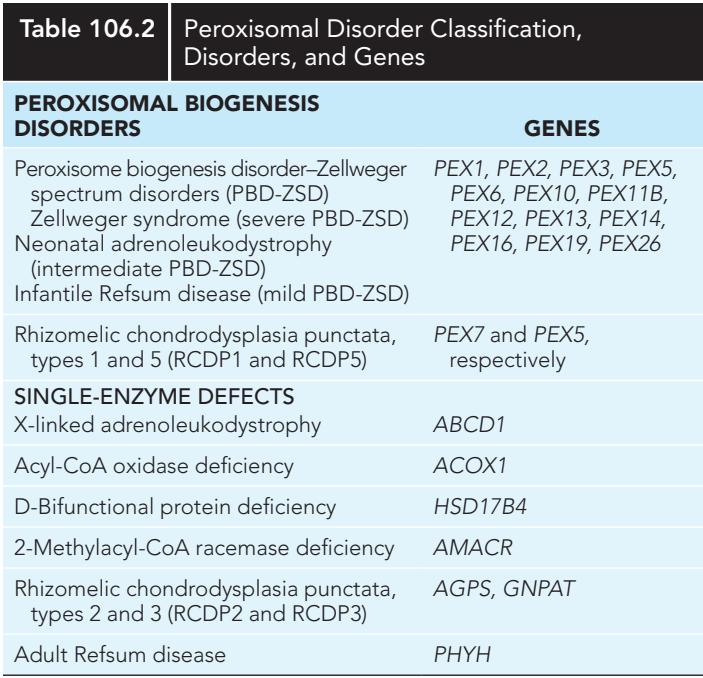 Table 106.2 Peroxisomal Disorder Classification,
Disorders, and Genes
PEROXISOMAL BIOGENESIS
DISORDERS GENES
Peroxisome biogenesis disorder–Zellweger PEX1, PEX2, PEX3, PEX5,
spectrum disorders (PBD-ZSD) PEX6, PEX10, PEX11B,
Zellweger syndrome (severe PBD-ZSD) PEX12, PEX13, PEX14,
Neonatal adrenoleukodystrophy PEX16, PEX19, PEX26
(intermediate PBD-ZSD)
Infantile Refsum disease (mild PBD-ZSD)
Rhizomelic chondrodysplasia punctata, PEX7 and PEX5,
types 1 and 5 (RCDP1 and RCDP5) respectively
SINGLE-ENZYME DEFECTS
X-linked adrenoleukodystrophy ABCD1
Acyl-CoA oxidase deficiency ACOX1
D-Bifunctional protein deficiency HSD17B4
2-Methylacyl-CoA racemase deficiency AMACR
Rhizomelic chondrodysplasia punctata, AGPS, GNPAT
types 2 and 3 (RCDP2 and RCDP3)
Adult Refsum disease PHYH